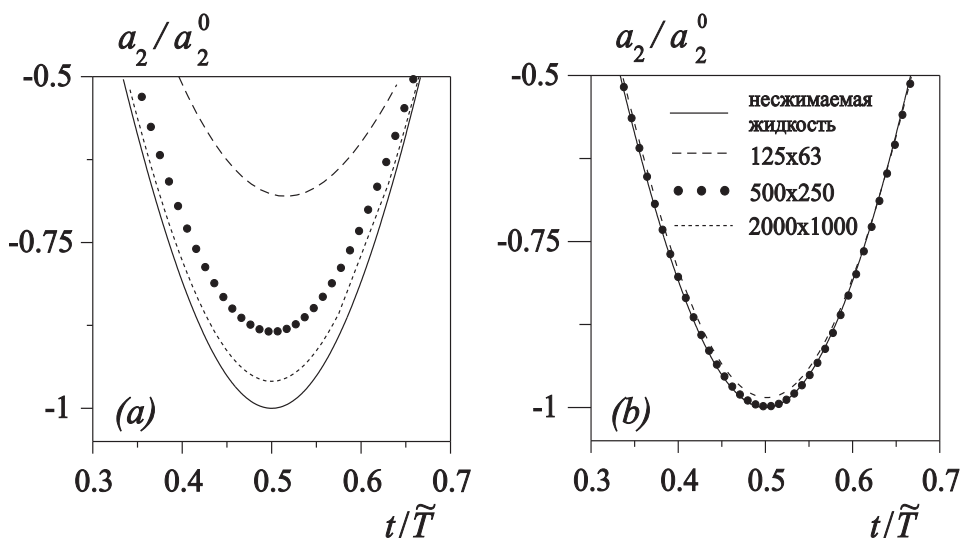 a₂/a₂⁰
-0.5
-0.75
-1
(a)
0.3 0.4 0.5 0.6 0.7
t/T̃
a₂/a₂⁰
-0.5
несжимаемая
жидкость
125x63
500x250
2000x1000
-0.75
-1
(b)
0.3 0.4 0.5 0.6 0.7
t/T̃